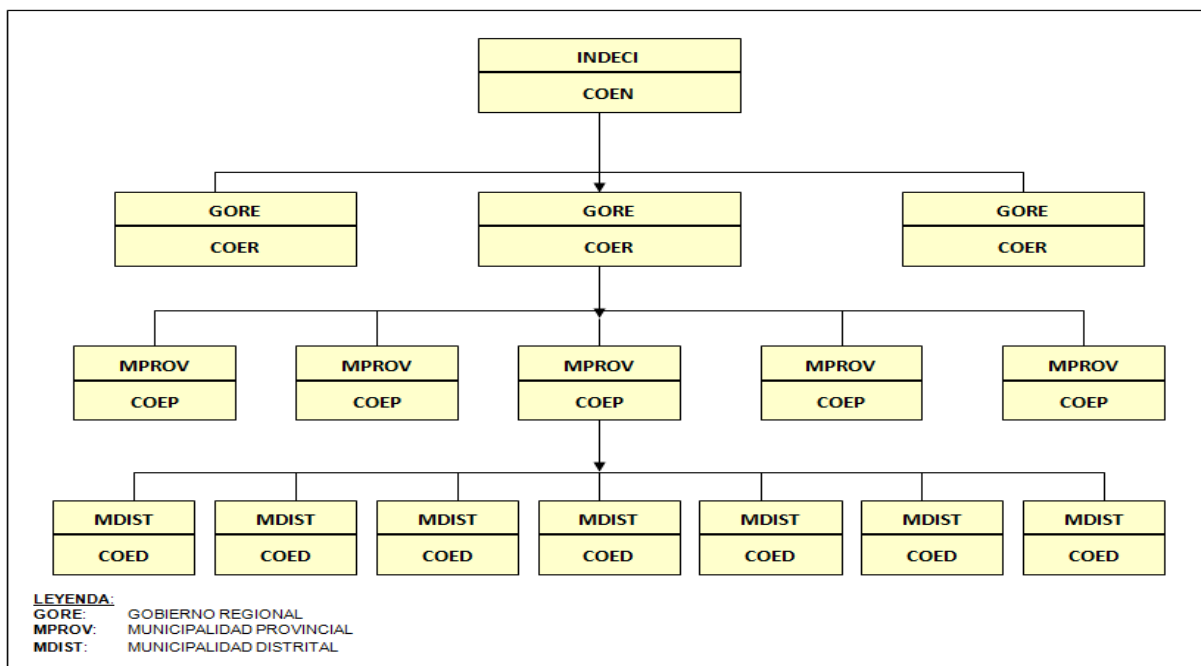 INDECI
COEN
GORE GORE GORE
COER COER COER
MPROV MPROV MPROV MPROV MPROV
COEP COEP COEP COEP COEP
MDIST MDIST MDIST MDIST MDIST MDIST MDIST
COED COED COED COED COED COED COED
LEYENDA:
GORE: GOBIERNO REGIONAL
MPROV: MUNICIPALIDAD PROVINCIAL
MDIST: MUNICIPALIDAD DISTRITAL